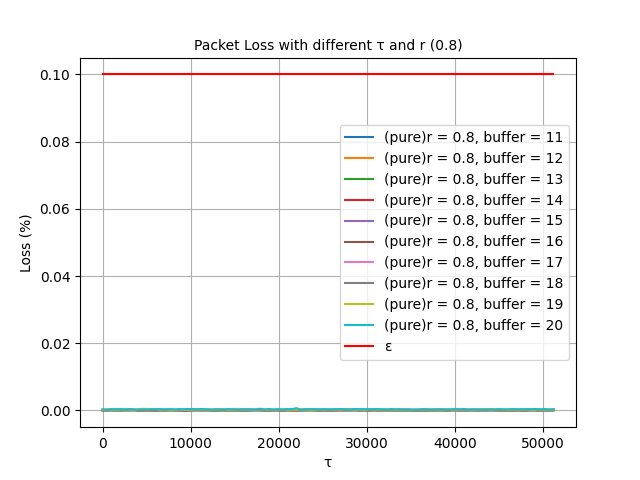 Packet Loss with different τ and r (0.8)
Loss (%)
0.10
0.08
0.06
0.04
0.02
0.00
(pure)r = 0.8, buffer = 11
(pure)r = 0.8, buffer = 12
(pure)r = 0.8, buffer = 13
(pure)r = 0.8, buffer = 14
(pure)r = 0.8, buffer = 15
(pure)r = 0.8, buffer = 16
(pure)r = 0.8, buffer = 17
(pure)r = 0.8, buffer = 18
(pure)r = 0.8, buffer = 19
(pure)r = 0.8, buffer = 20
ε
0 10000 20000 30000 40000 50000
τ